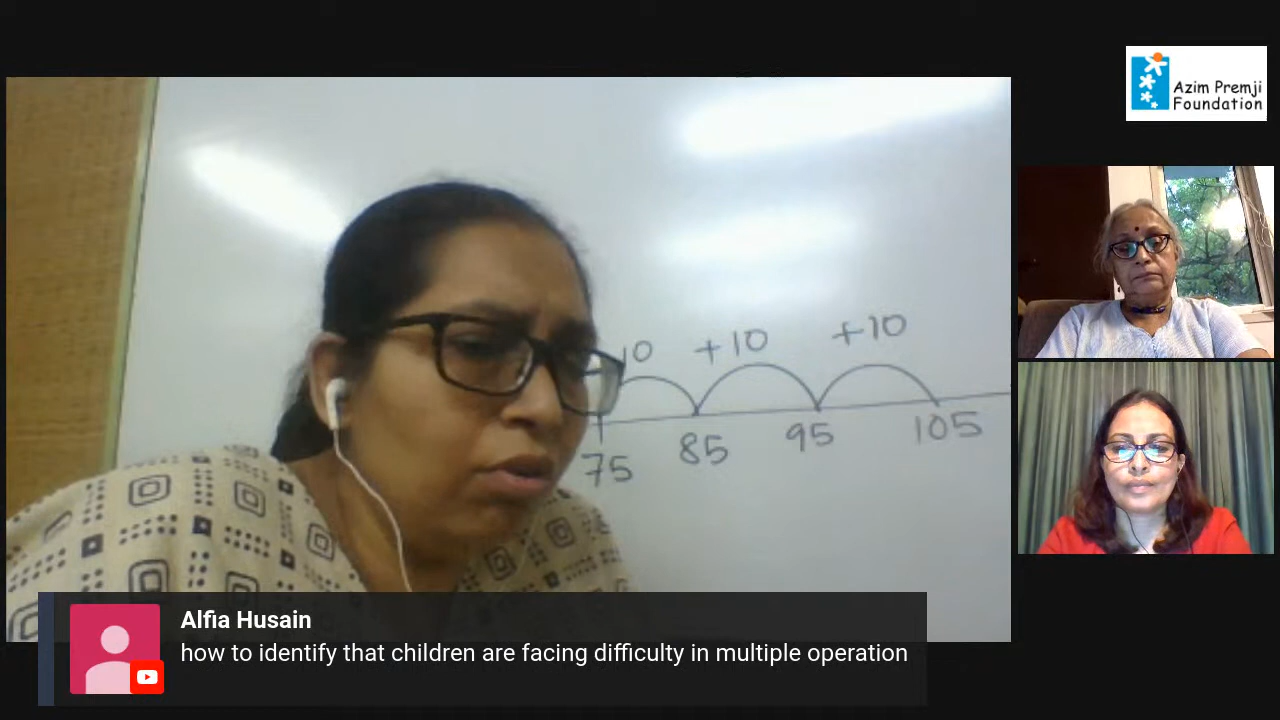 Azim Premji
Foundation
10 +10 +10
75 85 95 105
Alfia Husain
how to identify that children are facing difficulty in multiple operation